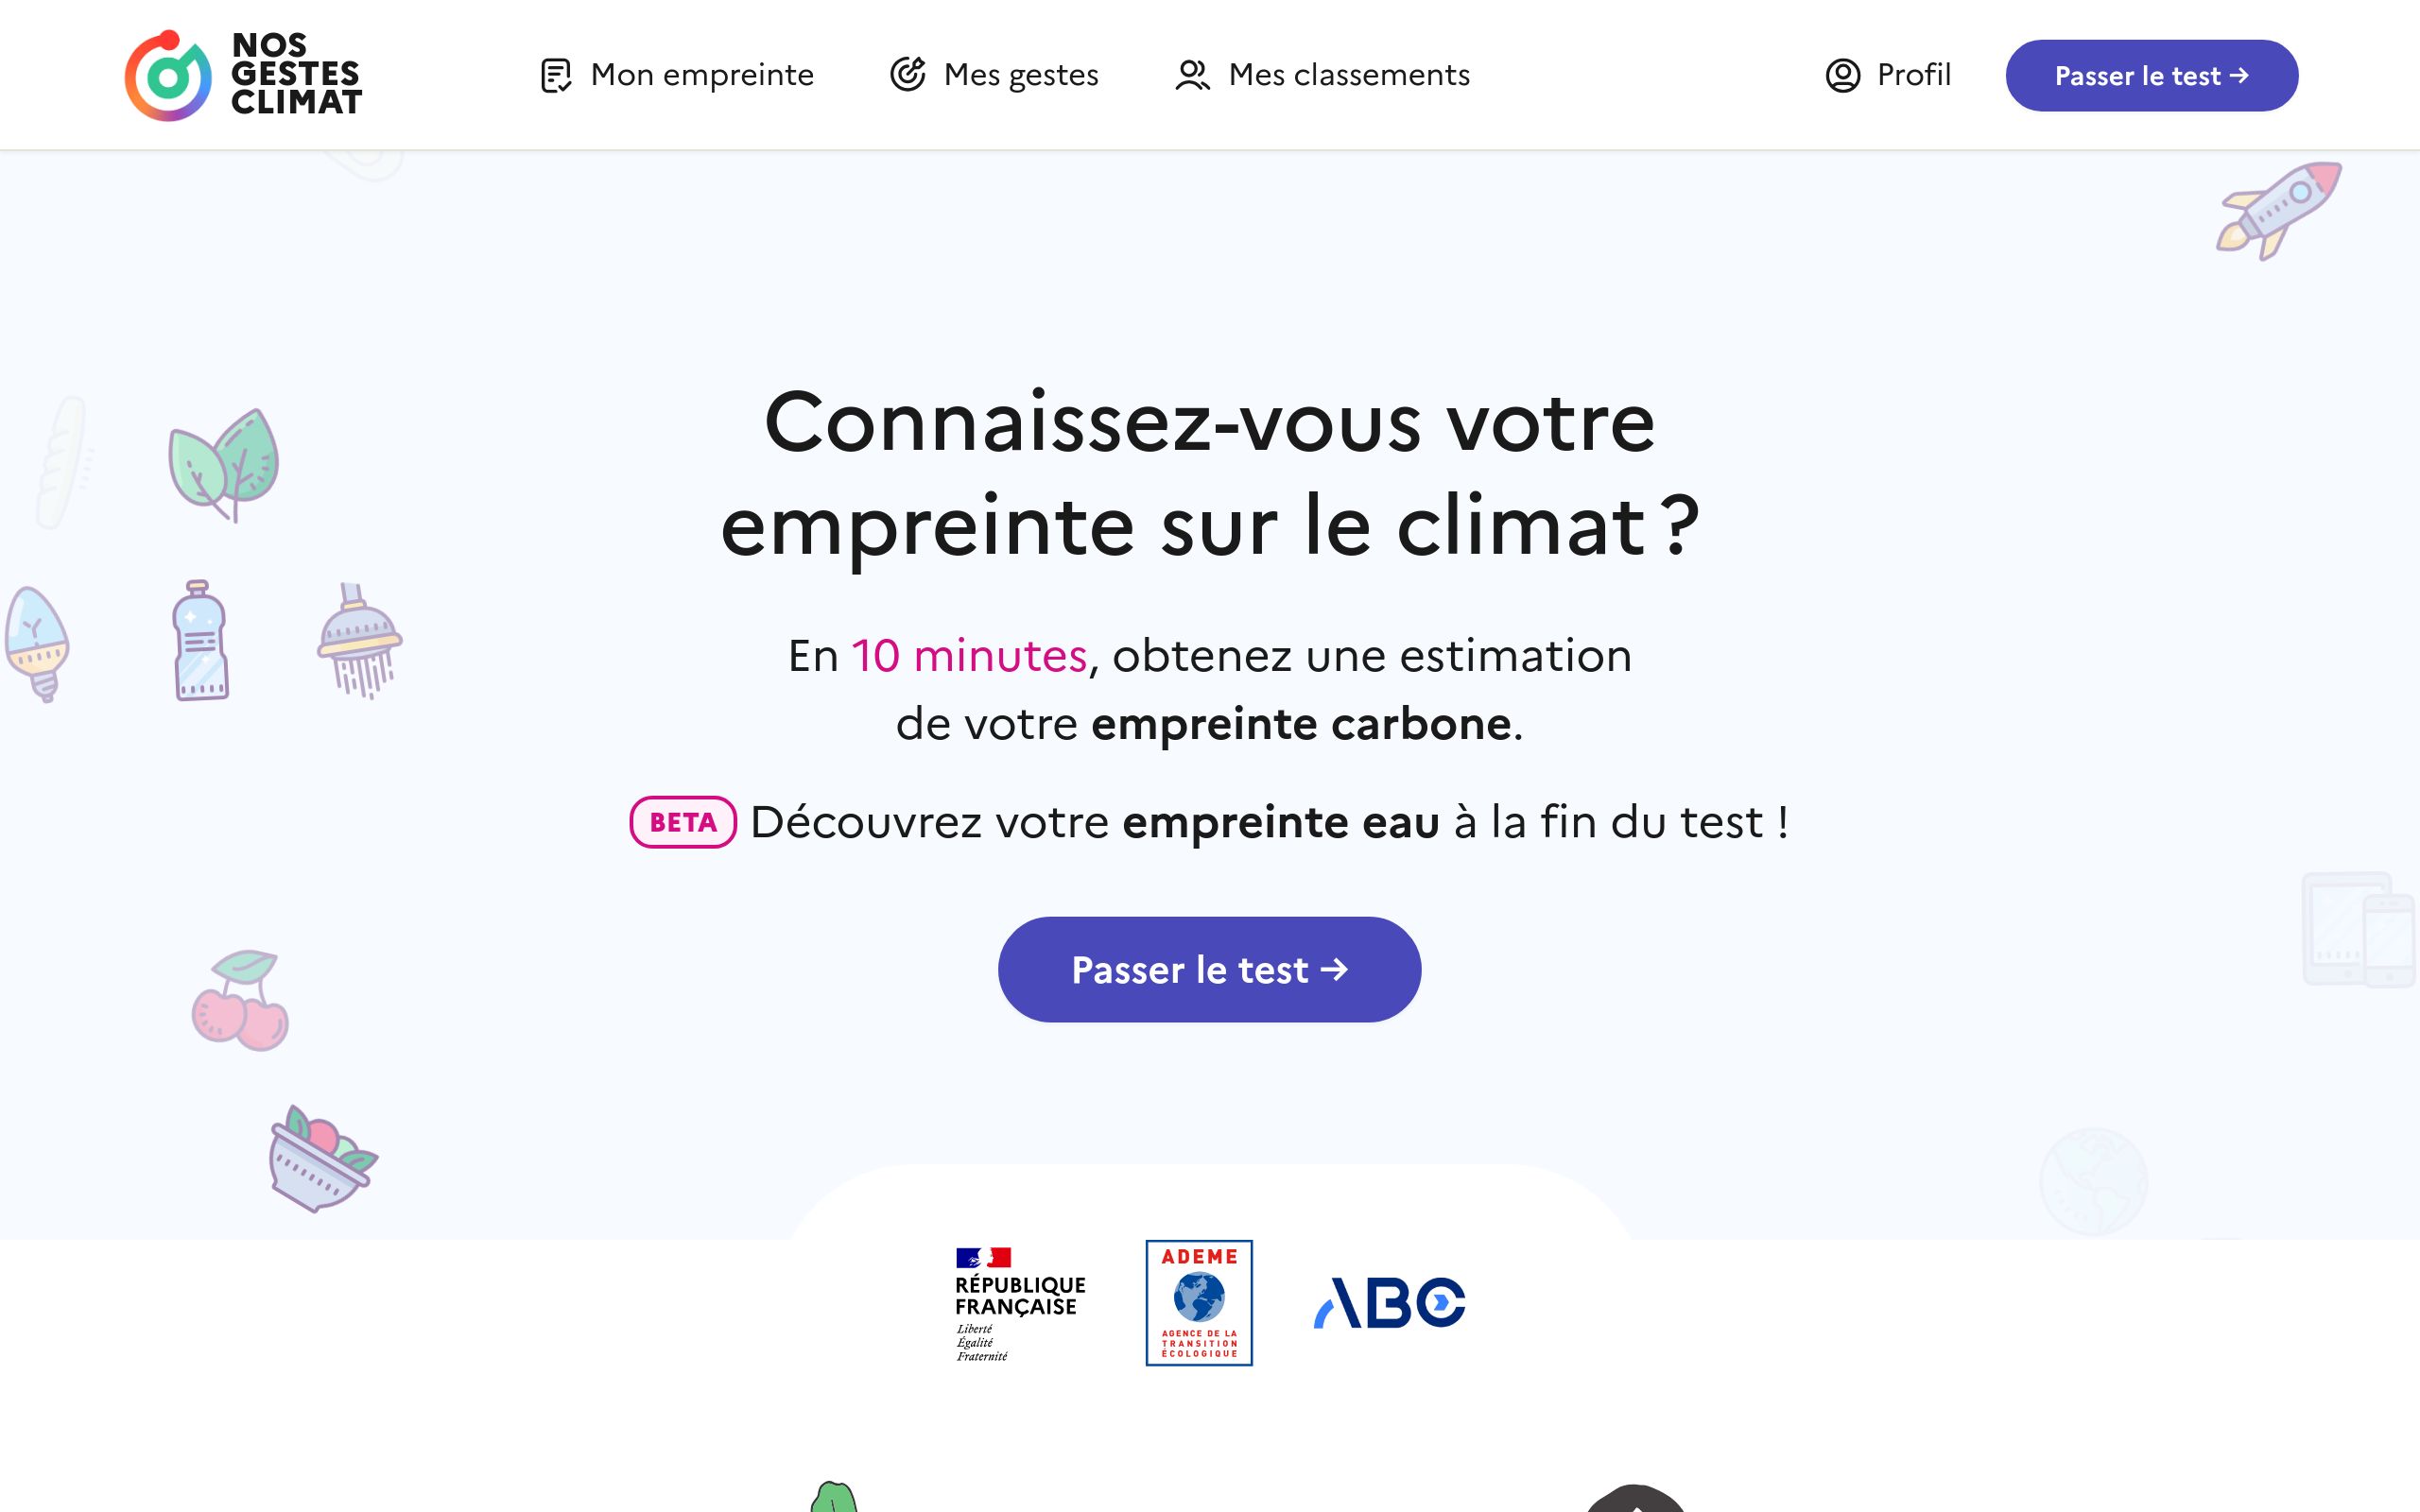 NOS
GESTES
CLIMAT
Mon empreinte
Mes gestes
Mes classements
Profil
Passer le test →
Connaissez-vous votre
empreinte sur le climat ?
En 10 minutes, obtenez une estimation
de votre empreinte carbone.
BETA Découvrez votre empreinte eau à la fin du test !
Passer le test →
RÉPUBLIQUE
FRANÇAISE
Liberté
Égalité
Fraternité
ADEME
AGENCE DE LA
TRANSITION
ÉCOLOGIQUE
ABC